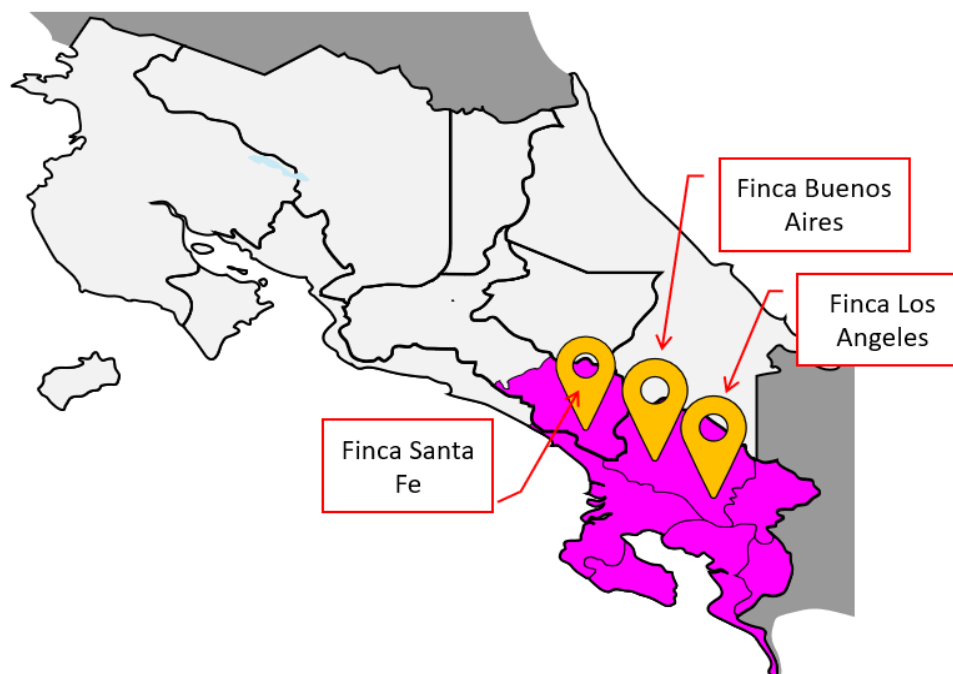 Finca Buenos
Aires
Finca Los
Angeles
Finca Santa
Fe